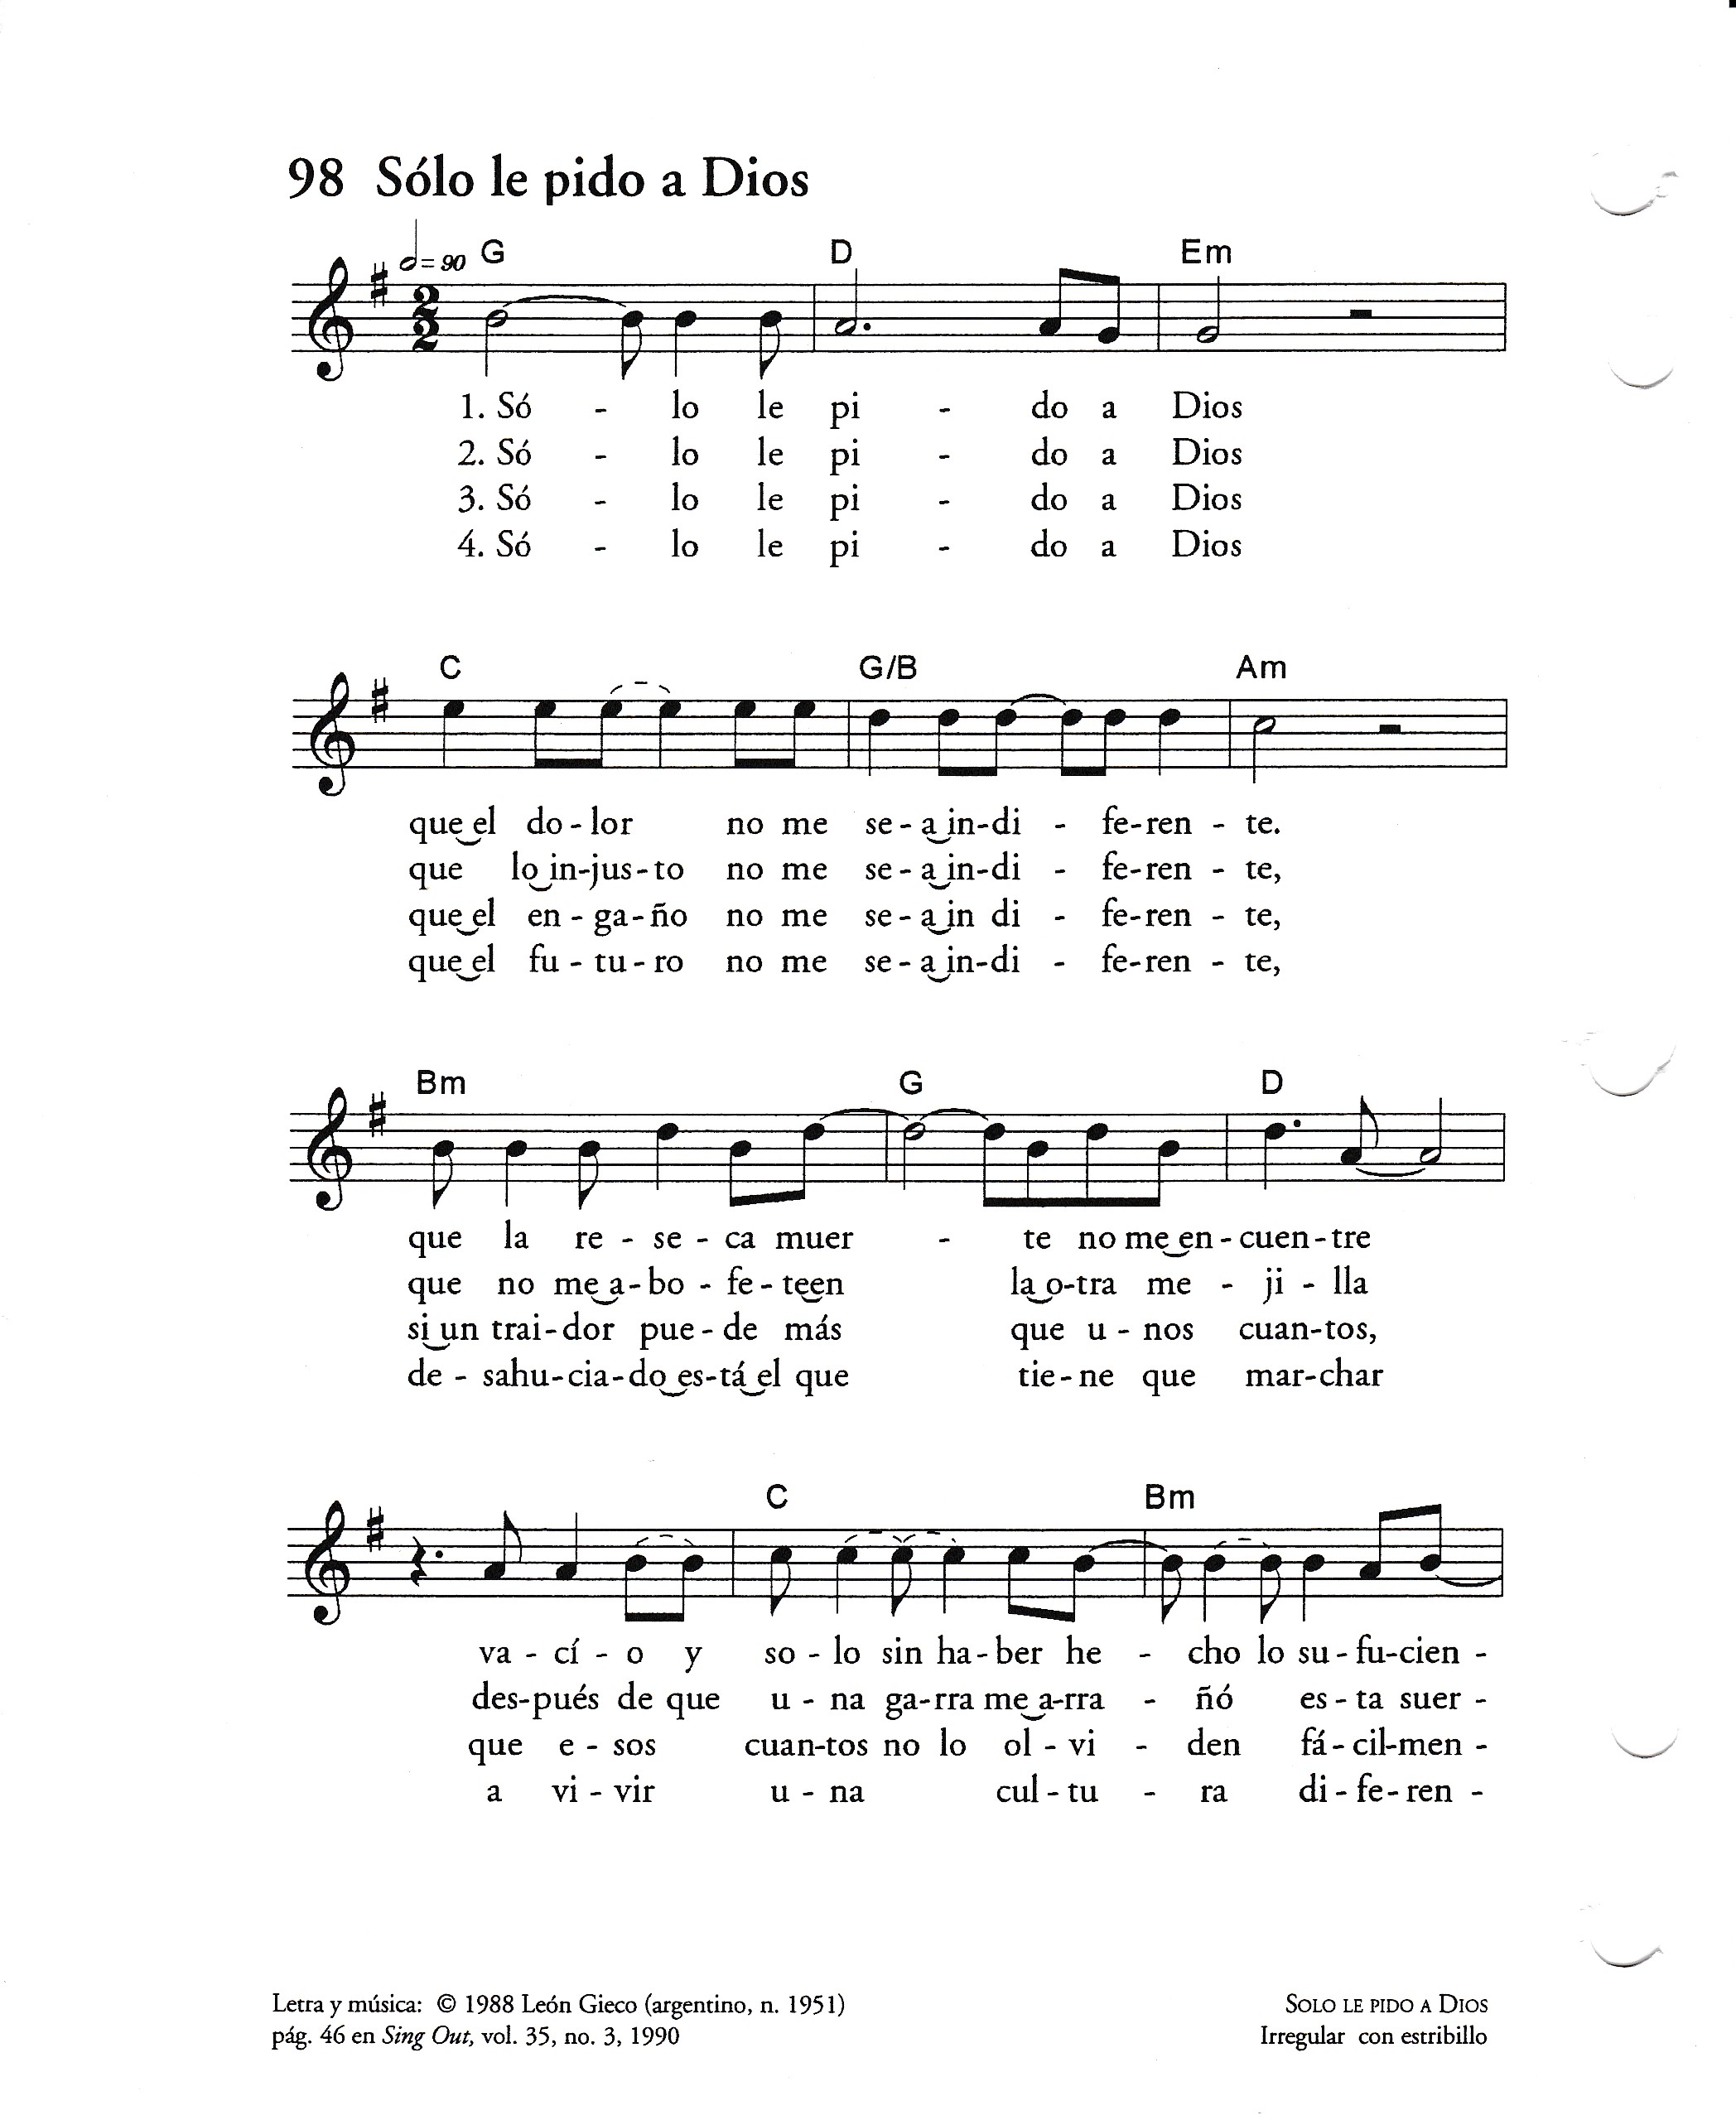 98 Sólo le pido a Dios
𝅗𝅥 = 90 G D Em
2
2
1. Só - lo le pi - do a Dios
2. Só - lo le pi - do a Dios
3. Só - lo le pi - do a Dios
4. Só - lo le pi - do a Dios
C G/B Am
que el do - lor no me se - a in-di - fe-ren - te.
que lo in-jus-to no me se - a in-di - fe-ren - te,
que el en - ga-ño no me se - a in di - fe-ren - te,
que el fu - tu - ro no me se - a in-di - fe-ren - te,
Bm G D
que la re - se - ca muer - te no me en - cuen-tre
que no me a - bo - fe - teen la o-tra me - ji - lla
si un trai-dor pue - de más que u - nos cuan-tos,
de - sahu-cia-do es-tá el que tie - ne que mar-char
C Bm
va - cí - o y so - lo sin ha-ber he - cho lo su - fu-cien -
des-pués de que u - na ga-rra me a-rra - ñó es - ta suer -
que e - sos cuan-tos no lo ol - vi - den fá - cil-men -
a vi - vir u - na cul - tu - ra di - fe - ren -
Letra y música: © 1988 León Gieco (argentino, n. 1951)
pág. 46 en Sing Out, vol. 35, no. 3, 1990
SOLO LE PIDO A DIOS
Irregular con estribillo